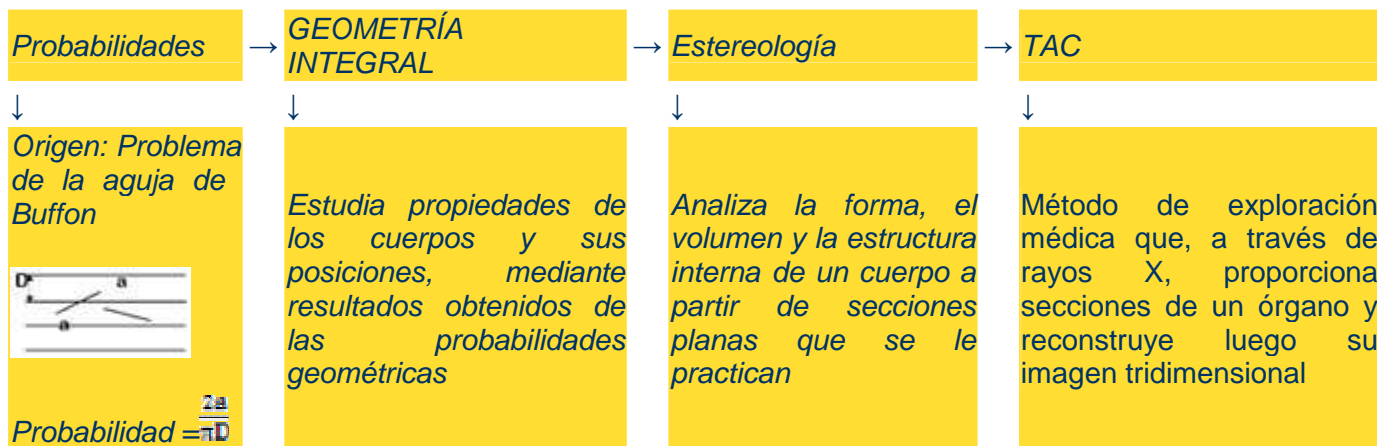 Probabilidades → GEOMETRÍA INTEGRAL → Estereología → TAC
↓ ↓ ↓ ↓
Origen: Problema
de la aguja de
Buffon
D a
a
Probabilidad = 2a/πD
Estudia propiedades de
los cuerpos y sus
posiciones, mediante
resultados obtenidos de
las probabilidades
geométricas
Analiza la forma, el
volumen y la estructura
interna de un cuerpo a
partir de secciones
planas que se le
practican
Método de exploración
médica que, a través de
rayos X, proporciona
secciones de un órgano y
reconstruye luego su
imagen tridimensional